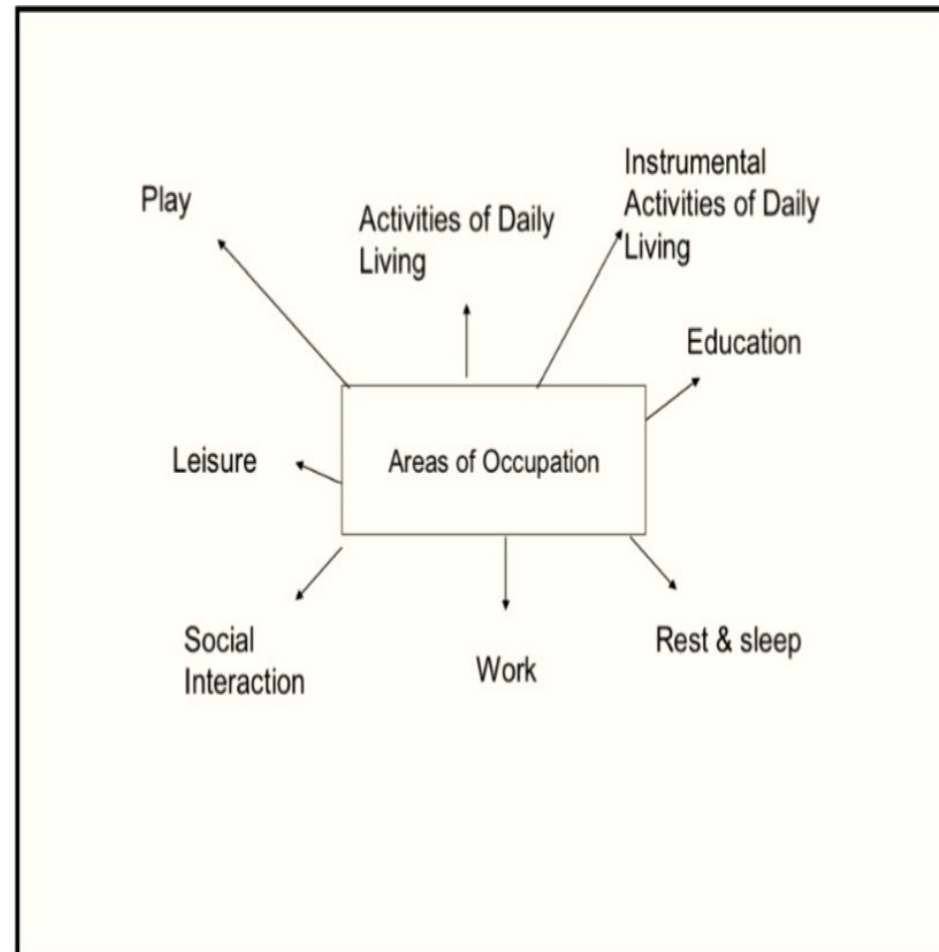 Play
Activities of Daily
Living
Instrumental
Activities of Daily
Living
Education
Leisure
Areas of Occupation
Social
Interaction
Work
Rest & sleep